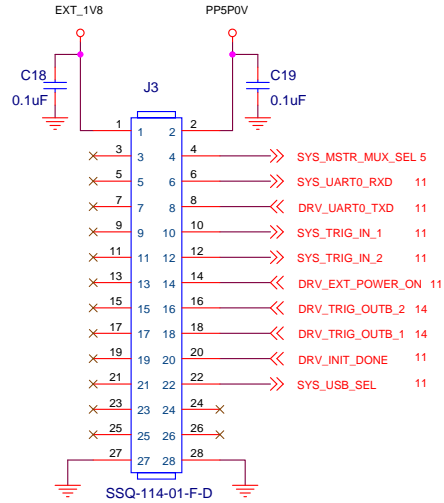 EXT_1V8 PP5P0V
C18 J3 C19
0.1uF 0.1uF
1 1 2 2
3 3 4 4 SYS_MSTR_MUX_SEL 5
5 5 6 6 SYS_UART0_RXD 11
7 7 8 8 DRV_UART0_TXD 11
9 9 10 10 SYS_TRIG_IN_1 11
11 11 12 12 SYS_TRIG_IN_2 11
13 13 14 14 DRV_EXT_POWER_ON 11
15 15 16 16 DRV_TRIG_OUTB_2 14
17 17 18 18 DRV_TRIG_OUTB_1 14
19 19 20 20 DRV_INIT_DONE 11
21 21 22 22 SYS_USB_SEL 11
23 23 24 24
25 25 26 26
27 27 28 28
SSQ-114-01-F-D